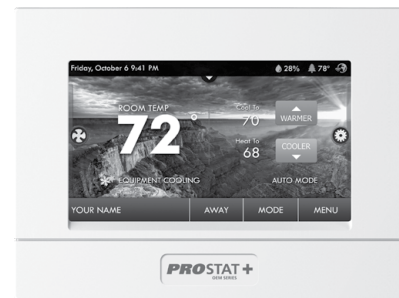 Friday, October 6 9:41 PM
28% 78°
ROOM TEMP
72°
Cool To
70
WARMER
Heat To
68
COOLER
EQUIPMENT COOLING
AUTO MODE
YOUR NAME AWAY MODE MENU
PROSTAT+
OEM SERIES